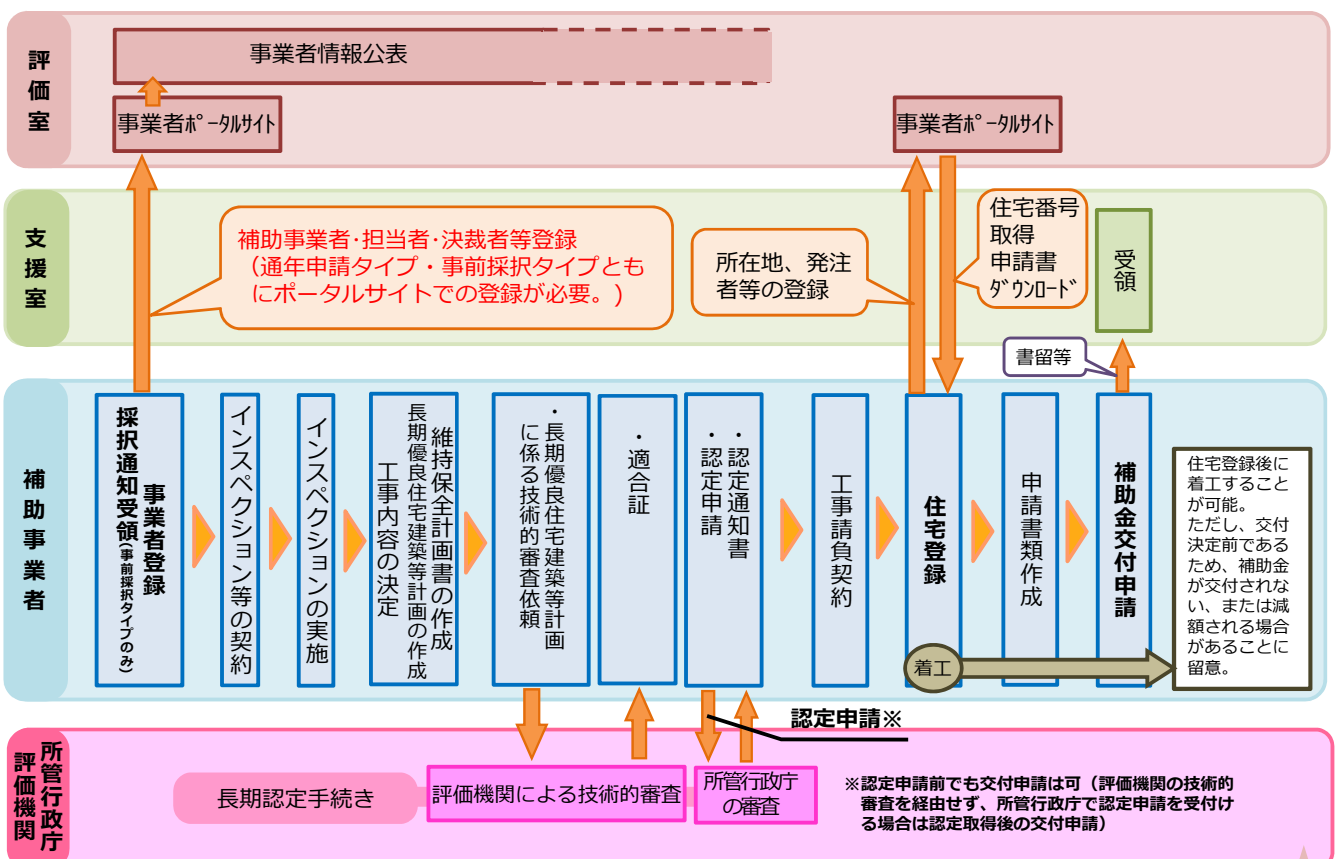 評価室
事業者情報公表
事業者ﾎﾟｰﾀﾙｻｲﾄ
事業者ﾎﾟｰﾀﾙｻｲﾄ
支援室
補助事業者･担当者･決裁者等登録
（通年申請タイプ・事前採択タイプとも
にポータルサイトでの登録が必要。)
所在地、発注
者等の登録
住宅番号
取得
申請書
ﾀﾞｳﾝﾛｰﾄﾞ
受領
書留等
補助事業者
事業者登録
採択通知受領(事前採択タイプのみ)
インスペクション等の契約
インスペクションの実施
維持保全計画書の作成
長期優良住宅建築等計画の作成
工事内容の決定
・長期優良住宅建築等計画
に係る技術的審査依頼
・適合証
・認定通知書
・認定申請
工事請負契約
住宅登録
申請書類作成
補助金交付申請
着工
住宅登録後に
着工すること
が可能。
ただし、交付
決定前である
ため、補助金
が交付されな
い、または減
額される場合
があることに
留意。
認定申請※
所管行政庁
評価機関
長期認定手続き
評価機関による技術的審査
所管行政庁
の審査
※認定申請前でも交付申請は可（評価機関の技術的
審査を経由せず、所管行政庁で認定申請を受付け
る場合は認定取得後の交付申請）